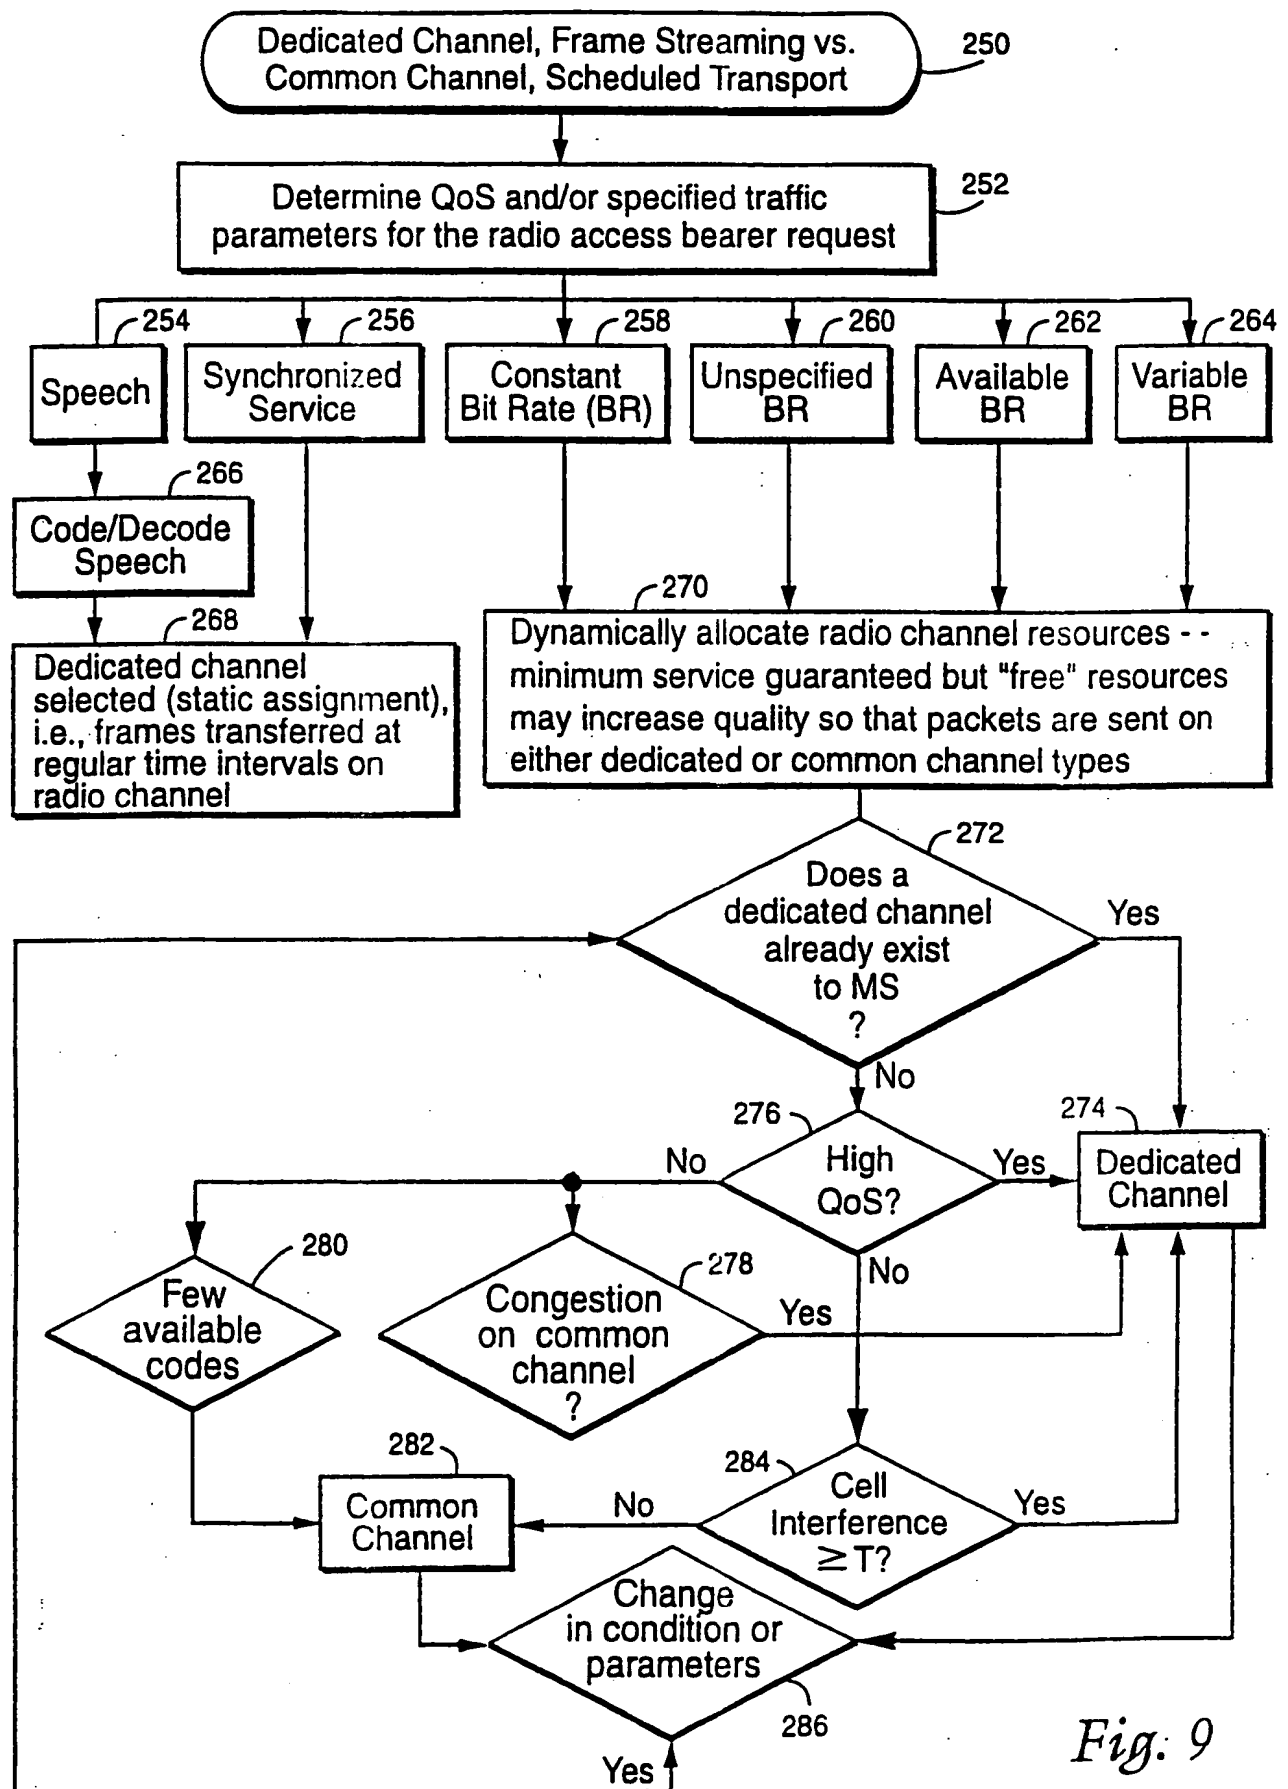 Dedicated Channel, Frame Streaming vs.
Common Channel, Scheduled Transport
250
Determine QoS and/or specified traffic
parameters for the radio access bearer request
252
254
256
258
260
262
264
Speech
Synchronized
Service
Constant
Bit Rate (BR)
Unspecified
BR
Available
BR
Variable
BR
266
Code/Decode
Speech
268
Dedicated channel
selected (static assignment),
i.e., frames transferred at
regular time intervals on
radio channel
270
Dynamically allocate radio channel resources --
minimum service guaranteed but "free" resources
may increase quality so that packets are sent on
either dedicated or common channel types
272
Does a
dedicated channel
already exist
to MS
?
Yes
No
276
High
QoS?
No
Yes
No
274
Dedicated
Channel
280
Few
available
codes
278
Congestion
on common
channel
?
Yes
282
Common
Channel
284
Cell
Interference
≥T?
No
Yes
Change
in condition or
parameters
286
Yes
Fig. 9